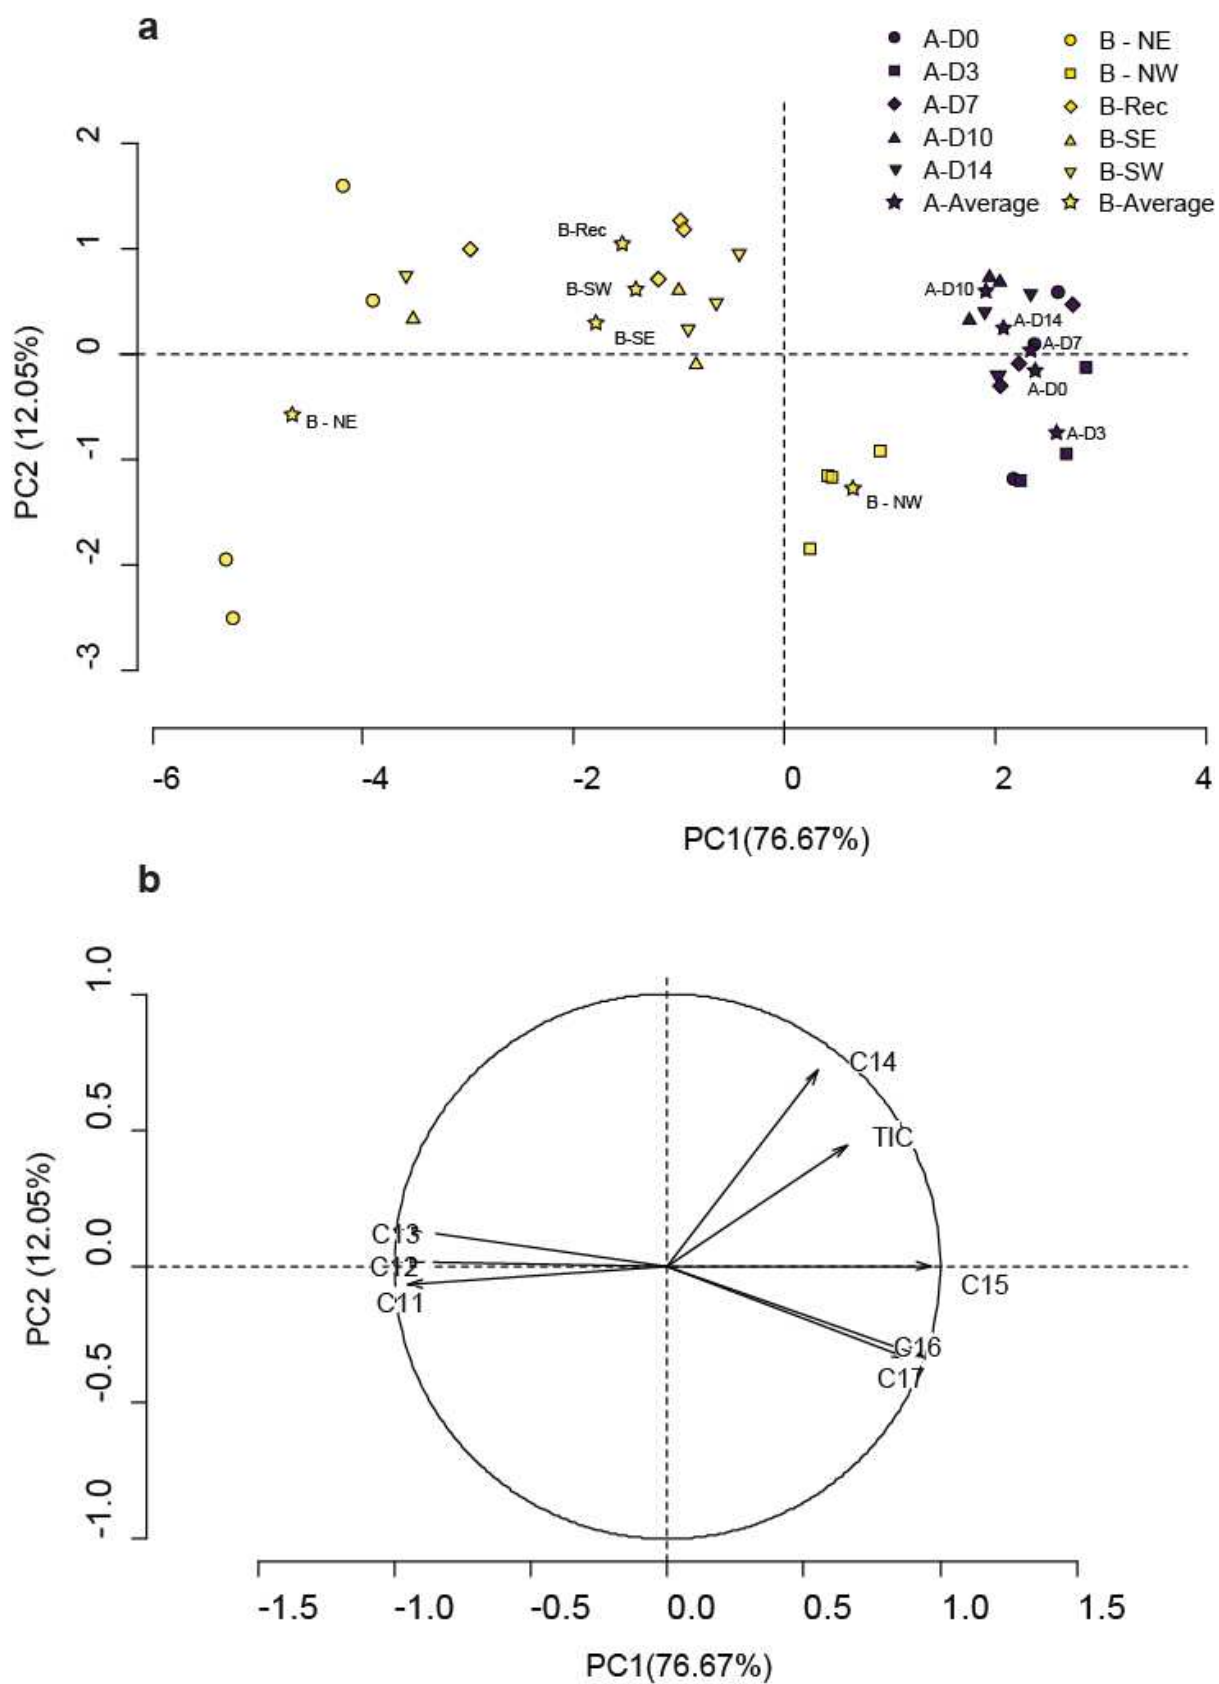 a
A-D0
B - NE
A-D3
B - NW
A-D7
B-Rec
A-D10
B-SE
A-D14
B-SW
A-Average
B-Average
2
1
0
-1
-2
-3
PC2 (12.05%)
B-Rec
B-SW
B-SE
B - NE
B - NW
A-D10
A-D14
A-D7
A-D0
A-D3
-6
-4
-2
0
2
4
PC1(76.67%)
b
1.0
0.5
0.0
-0.5
-1.0
PC2 (12.05%)
C14
TIC
C13
C12
C11
C15
C16
C17
-1.5
-1.0
-0.5
0.0
0.5
1.0
1.5
PC1(76.67%)